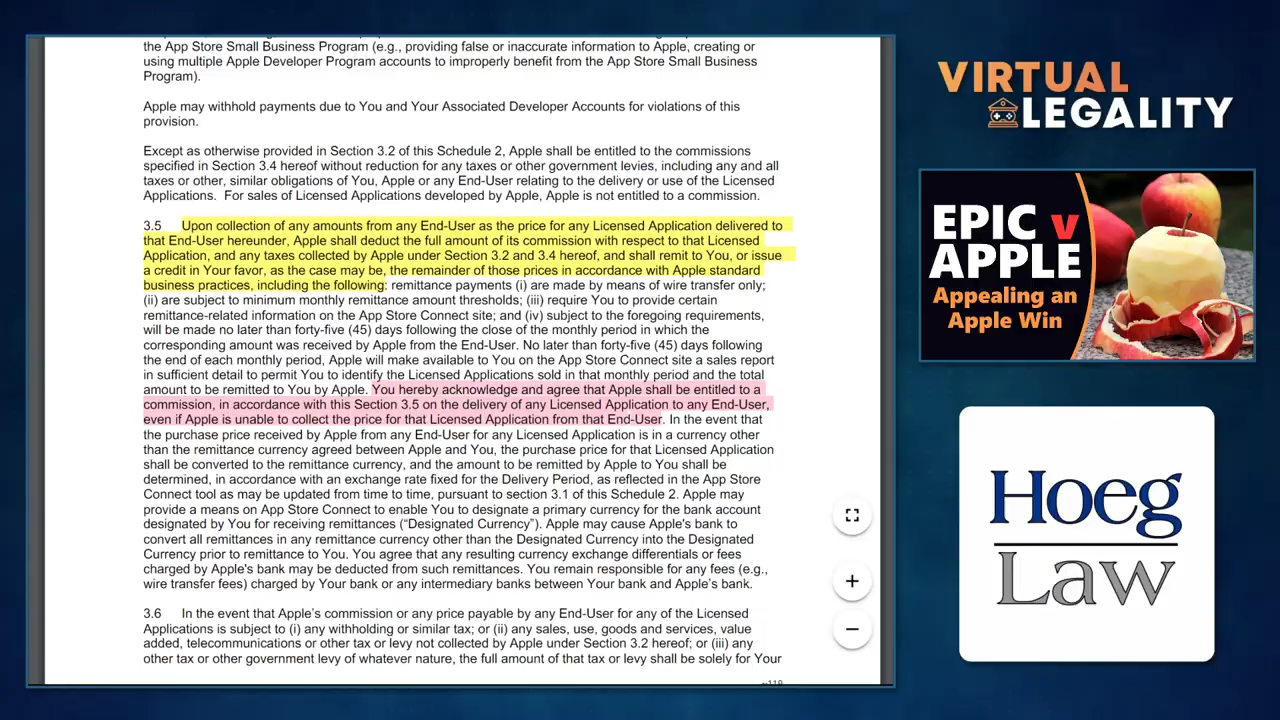 the App Store Small Business Program (e.g., providing false or inaccurate information to Apple, creating or
using multiple Apple Developer Program accounts to improperly benefit from the App Store Small Business
Program).
Apple may withhold payments due to You and Your Associated Developer Accounts for violations of this
provision.
Except as otherwise provided in Section 3.2 of this Schedule 2, Apple shall be entitled to the commissions
specified in Section 3.4 hereof without reduction for any taxes or other government levies, including any and all
taxes or other, similar obligations of You, Apple or any End-User relating to the delivery or use of the Licensed
Applications.  For sales of Licensed Applications developed by Apple, Apple is not entitled to a commission.
3.5 Upon collection of any amounts from any End-User as the price for any Licensed Application delivered to
that End-User hereunder, Apple shall deduct the full amount of its commission with respect to that Licensed
Application, and any taxes collected by Apple under Section 3.2 and 3.4 hereof, and shall remit to You, or issue
a credit in Your favor, as the case may be, the remainder of those prices in accordance with Apple standard
business practices, including the following: remittance payments (i) are made by means of wire transfer only;
(ii) are subject to minimum monthly remittance amount thresholds; (iii) require You to provide certain
remittance-related information on the App Store Connect site; and (iv) subject to the foregoing requirements,
will be made no later than forty-five (45) days following the close of the monthly period in which the
corresponding amount was received by Apple from the End-User. No later than forty-five (45) days following
the end of each monthly period, Apple will make available to You on the App Store Connect site a sales report
in sufficient detail to permit You to identify the Licensed Applications sold in that monthly period and the total
amount to be remitted to You by Apple. You hereby acknowledge and agree that Apple shall be entitled to a
commission, in accordance with this Section 3.5 on the delivery of any Licensed Application to any End-User,
even if Apple is unable to collect the price for that Licensed Application from that End-User. In the event that
the purchase price received by Apple from any End-User for any Licensed Application is in a currency other
than the remittance currency agreed between Apple and You, the purchase price for that Licensed Application
shall be converted to the remittance currency, and the amount to be remitted by Apple to You shall be
determined, in accordance with an exchange rate fixed for the Delivery Period, as reflected in the App Store
Connect tool as may be updated from time to time, pursuant to section 3.1 of this Schedule 2. Apple may
provide a means on App Store Connect to enable You to designate a primary currency for the bank account
designated by You for receiving remittances (“Designated Currency”). Apple may cause Apple's bank to
convert all remittances in any remittance currency other than the Designated Currency into the Designated
Currency prior to remittance to You. You agree that any resulting currency exchange differentials or fees
charged by Apple's bank may be deducted from such remittances. You remain responsible for any fees (e.g.,
wire transfer fees) charged by Your bank or any intermediary banks between Your bank and Apple’s bank.
3.6 In the event that Apple’s commission or any price payable by any End-User for any of the Licensed
Applications is subject to (i) any withholding or similar tax; or (ii) any sales, use, goods and services, value
added, telecommunications or other tax or levy not collected by Apple under Section 3.2 hereof; or (iii) any
other tax or other government levy of whatever nature, the full amount of that tax or levy shall be solely for Your
VIRTUAL
LEGALITY
EPIC v
APPLE
Appealing an
Apple Win
Hoeg
Law